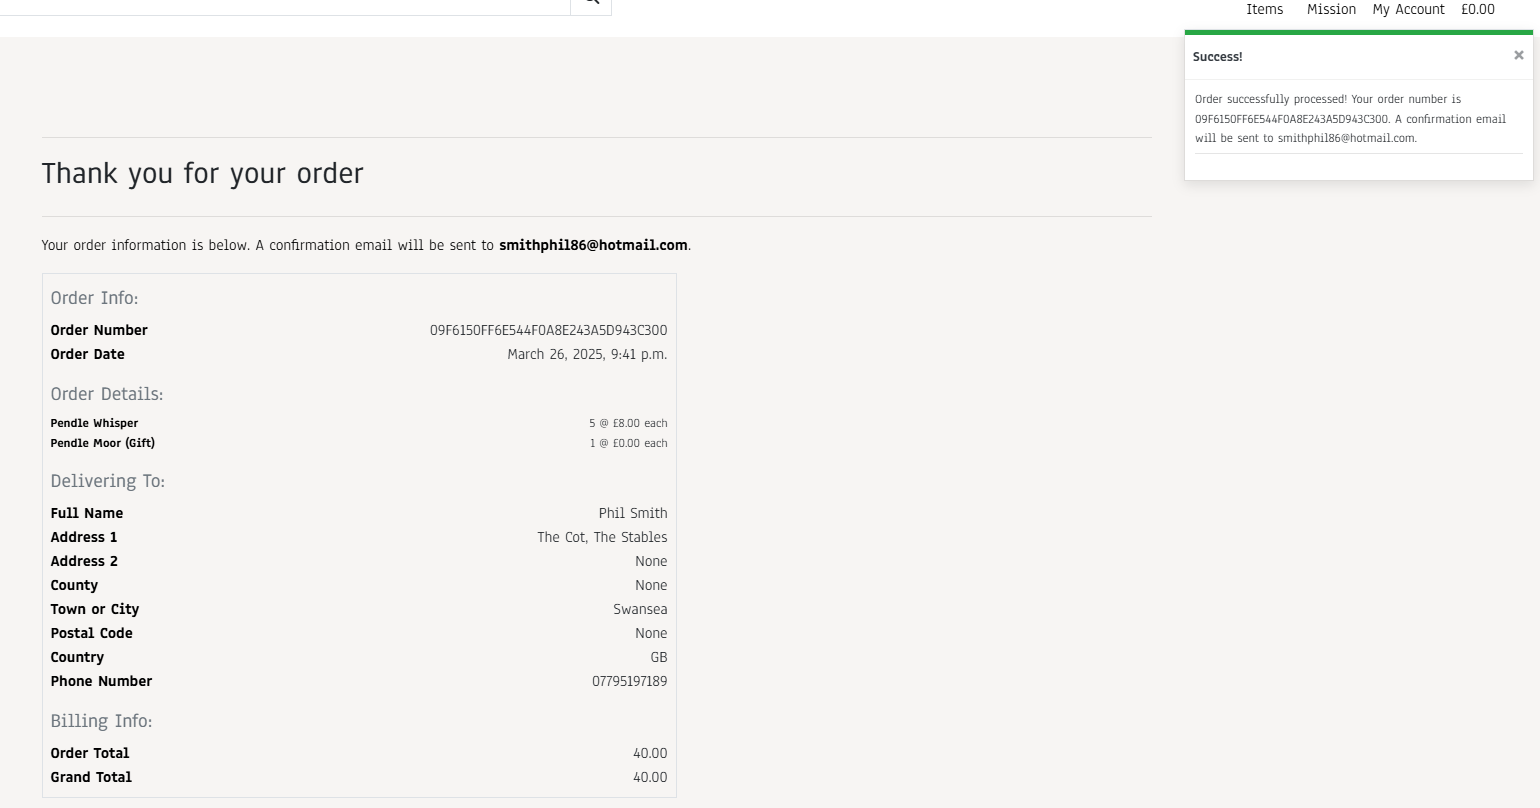 Items Mission My Account £0.00
Success!
×
Order successfully processed! Your order number is
09F6150FF6E544F0A8E243A5D943C300. A confirmation email
will be sent to smithphil86@hotmail.com.
Thank you for your order
Your order information is below. A confirmation email will be sent to smithphil86@hotmail.com.
Order Info:
Order Number 09F6150FF6E544F0A8E243A5D943C300
Order Date March 26, 2025, 9:41 p.m.
Order Details:
Pendle Whisper 5 @ £8.00 each
Pendle Moor (Gift) 1 @ £0.00 each
Delivering To:
Full Name Phil Smith
Address 1 The Cot, The Stables
Address 2 None
County None
Town or City Swansea
Postal Code None
Country GB
Phone Number 07795197189
Billing Info:
Order Total 40.00
Grand Total 40.00